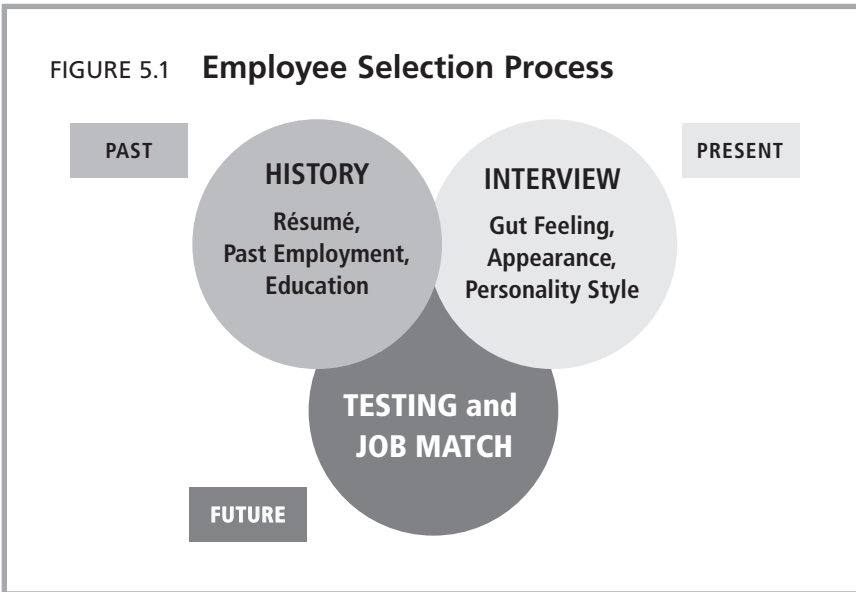 FIGURE 5.1 Employee Selection Process
PAST
HISTORY
Résumé,
Past Employment,
Education
INTERVIEW
Gut Feeling,
Appearance,
Personality Style
PRESENT
TESTING and
JOB MATCH
FUTURE